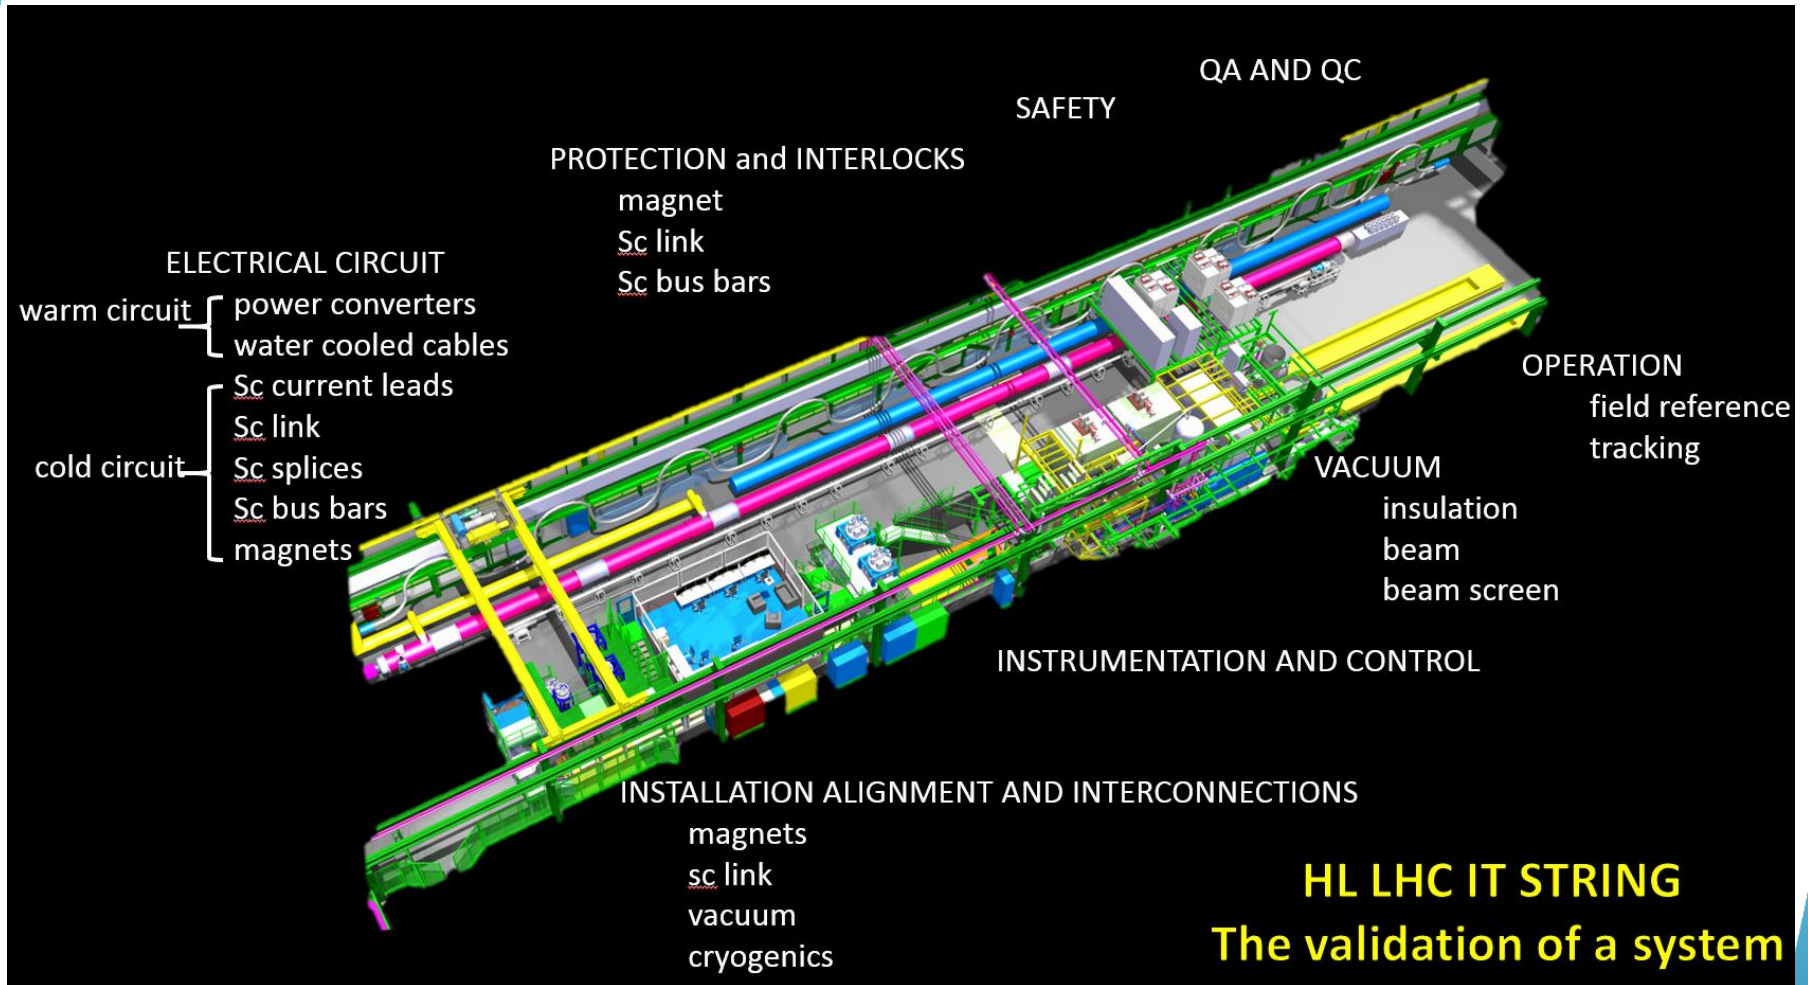 QA AND QC
SAFETY
PROTECTION and INTERLOCKS
magnet
Sc link
Sc bus bars
ELECTRICAL CIRCUIT
warm circuit
power converters
water cooled cables
cold circuit
Sc current leads
Sc link
Sc splices
Sc bus bars
magnets
OPERATION
field reference
tracking
VACUUM
insulation
beam
beam screen
INSTRUMENTATION AND CONTROL
INSTALLATION ALIGNMENT AND INTERCONNECTIONS
magnets
sc link
vacuum
cryogenics
HL LHC IT STRING
The validation of a system